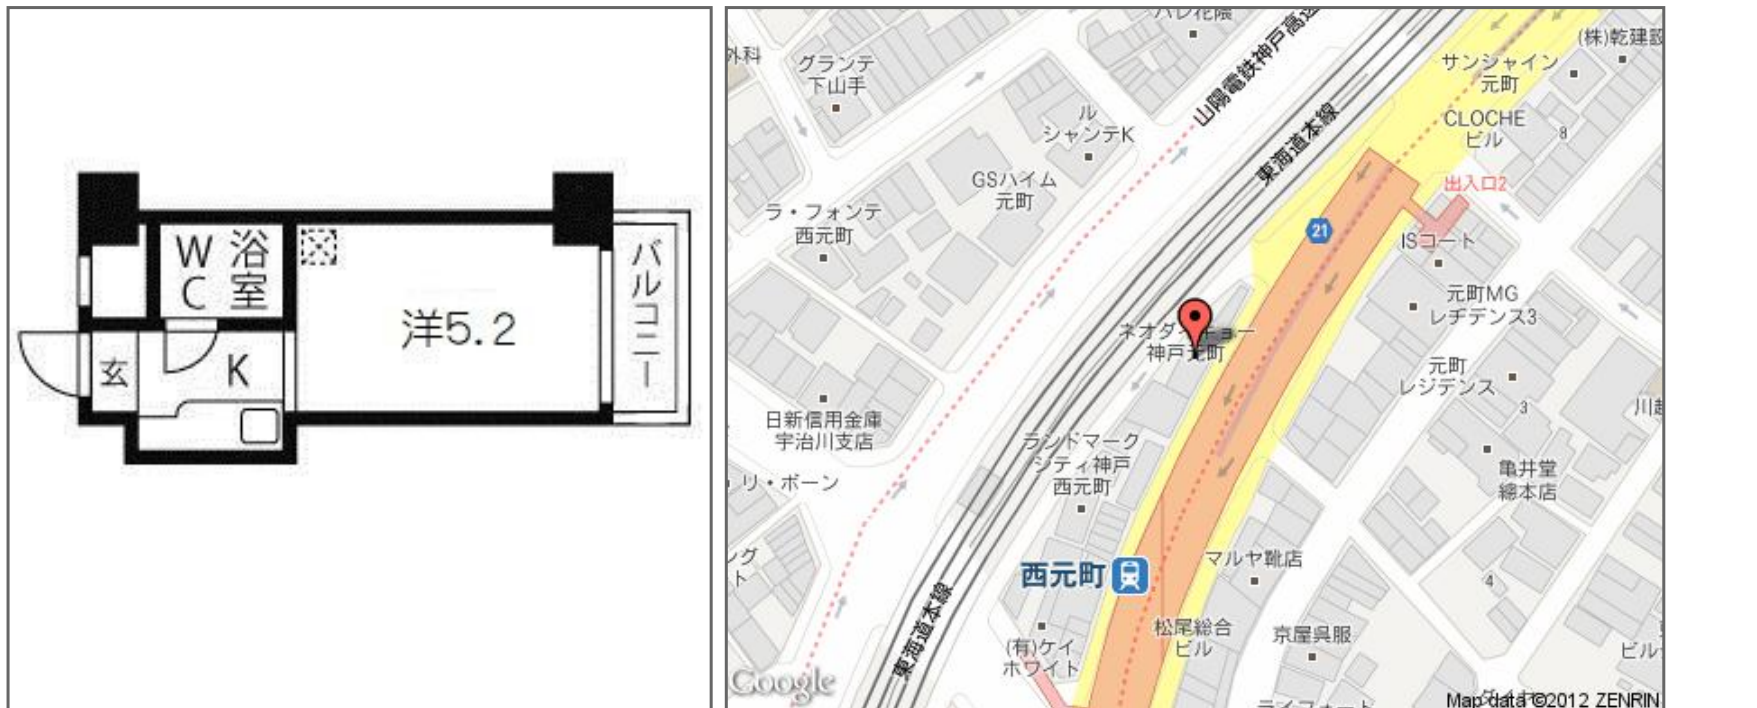 WC
浴室
洋5.2
バルコニー
玄
K
外科
グランテ
下山手
ル
シャンテK
山陽電鉄神戸高速
東海道本線
サンシャイン
元町
(株)乾建設
CLOCHE
ビル
8
GSハイム
元町
出入口2
ラ・フォンテ
西元町
21
ISコート
元町MG
レヂデンス3
神戸元町
元町
レジデンス
3
日新信用金庫
宇治川支店
ランドマーク
シティ神戸
西元町
亀井堂
總本店
リ・ボーン
マルヤ靴店
西元町
4
東海道本線
松尾総合
ビル
京屋呉服
(有)ケイ
ホワイト
ビル
Google
Map data ©2012 ZENRIN